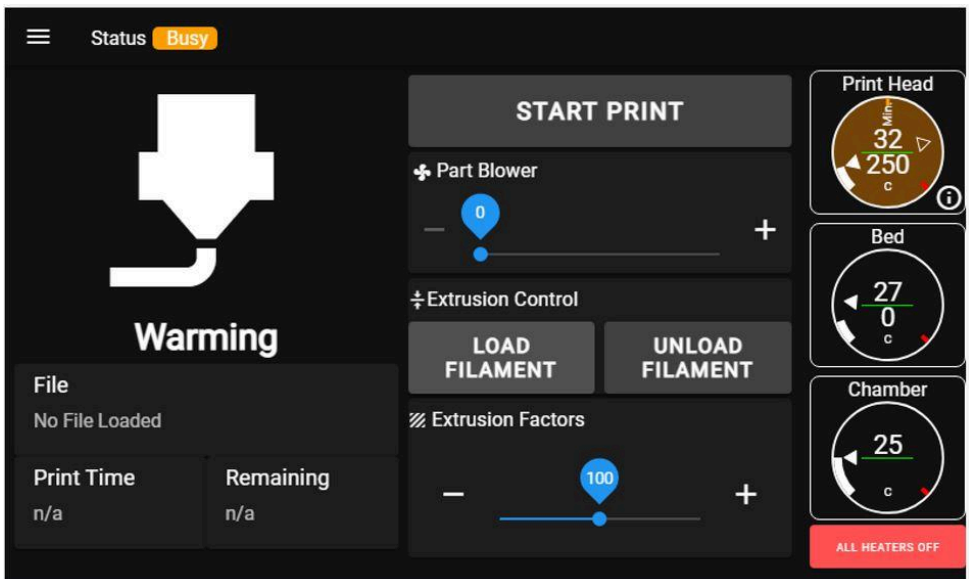 Status Busy
Warming
File
No File Loaded
Print Time
n/a
Remaining
n/a
START PRINT
Part Blower
0
− +
Extrusion Control
LOAD
FILAMENT
UNLOAD
FILAMENT
Extrusion Factors
100
− +
Print Head
Min
32
250
c
Bed
27
0
c
Chamber
25
c
ALL HEATERS OFF